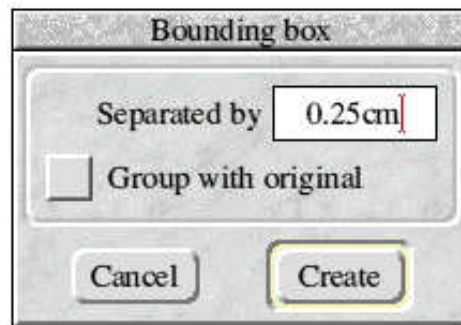 Bounding box
Separated by 0.25cm
Group with original
Cancel Create